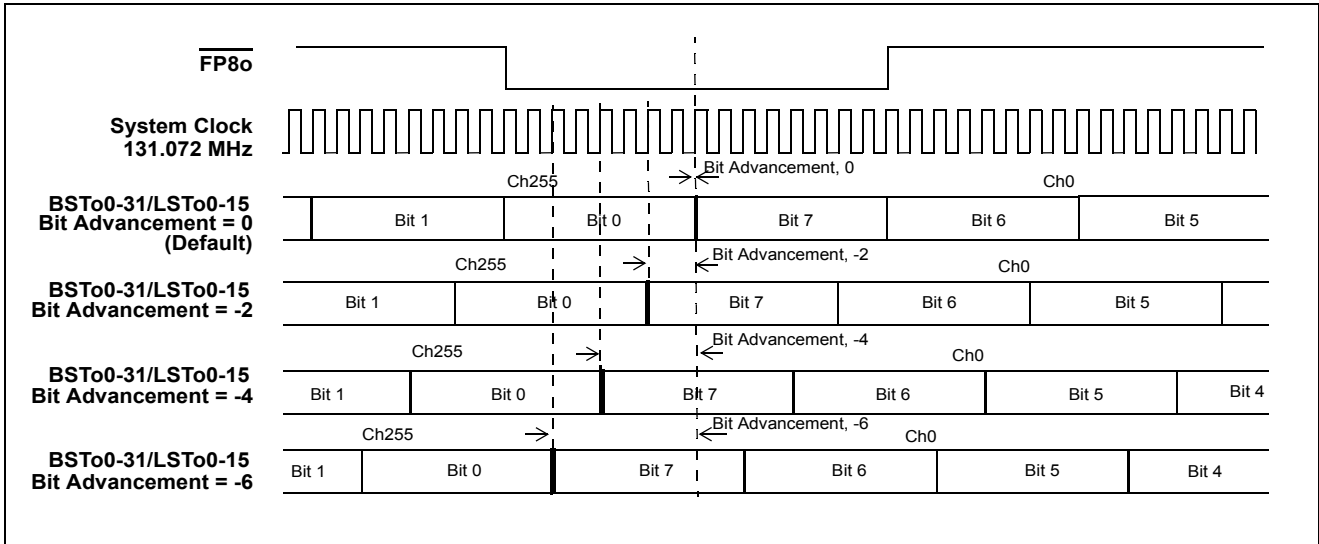 FP8o
System Clock
131.072 MHz
Bit Advancement, 0
Ch255
Ch0
BSTo0-31/LSTo0-15
Bit Advancement = 0
(Default)
Bit 1
Bit 0
Bit 7
Bit 6
Bit 5
Bit Advancement, -2
Ch255
Ch0
BSTo0-31/LSTo0-15
Bit Advancement = -2
Bit 1
Bit 0
Bit 7
Bit 6
Bit 5
Bit Advancement, -4
Ch255
Ch0
BSTo0-31/LSTo0-15
Bit Advancement = -4
Bit 1
Bit 0
Bit 7
Bit 6
Bit 5
Bit 4
Bit Advancement, -6
Ch255
Ch0
BSTo0-31/LSTo0-15
Bit Advancement = -6
Bit 1
Bit 0
Bit 7
Bit 6
Bit 5
Bit 4